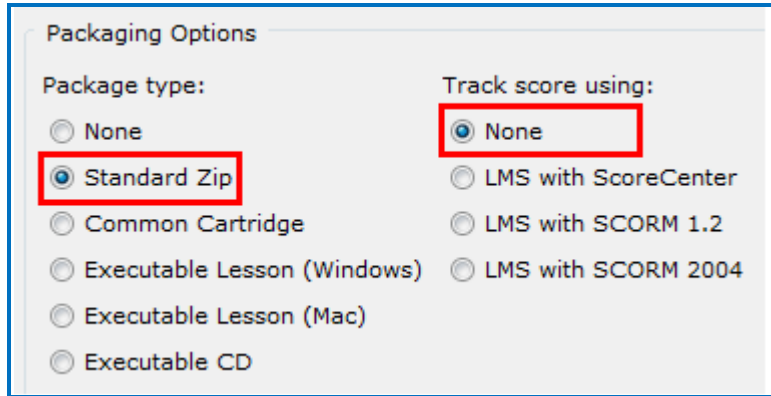 Packaging Options
Package type:
None
Standard Zip
Common Cartridge
Executable Lesson (Windows)
Executable Lesson (Mac)
Executable CD
Track score using:
None
LMS with ScoreCenter
LMS with SCORM 1.2
LMS with SCORM 2004